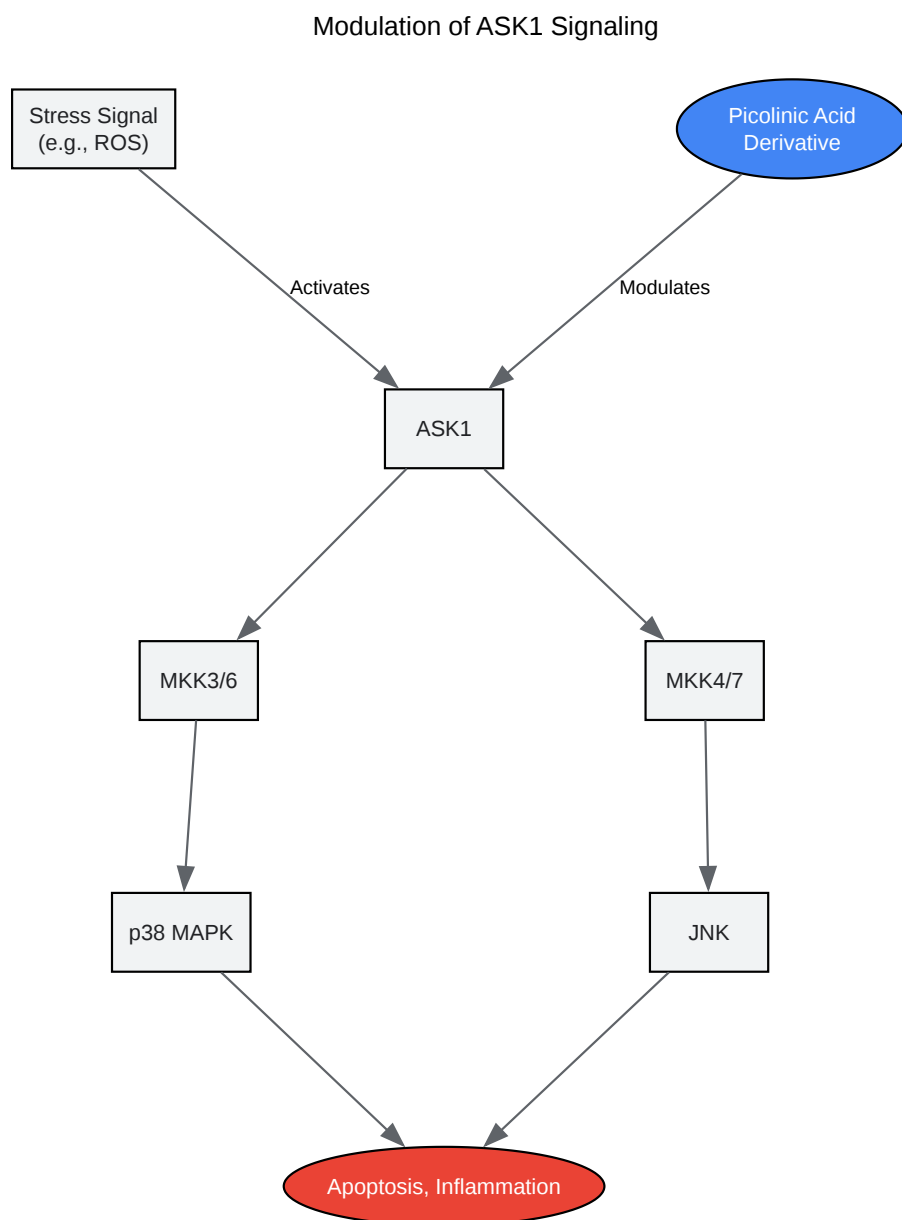 Modulation of ASK1 Signaling
Stress Signal
(e.g., ROS)
Picolinic Acid
Derivative
Activates
Modulates
ASK1
MKK3/6
MKK4/7
p38 MAPK
JNK
Apoptosis, Inflammation